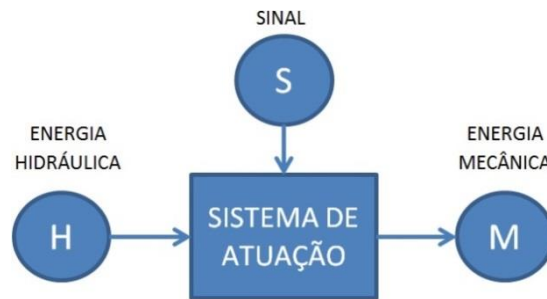 SINAL
S
ENERGIA
HIDRÁULICA
ENERGIA
MECÂNICA
H
SISTEMA DE
ATUAÇÃO
M